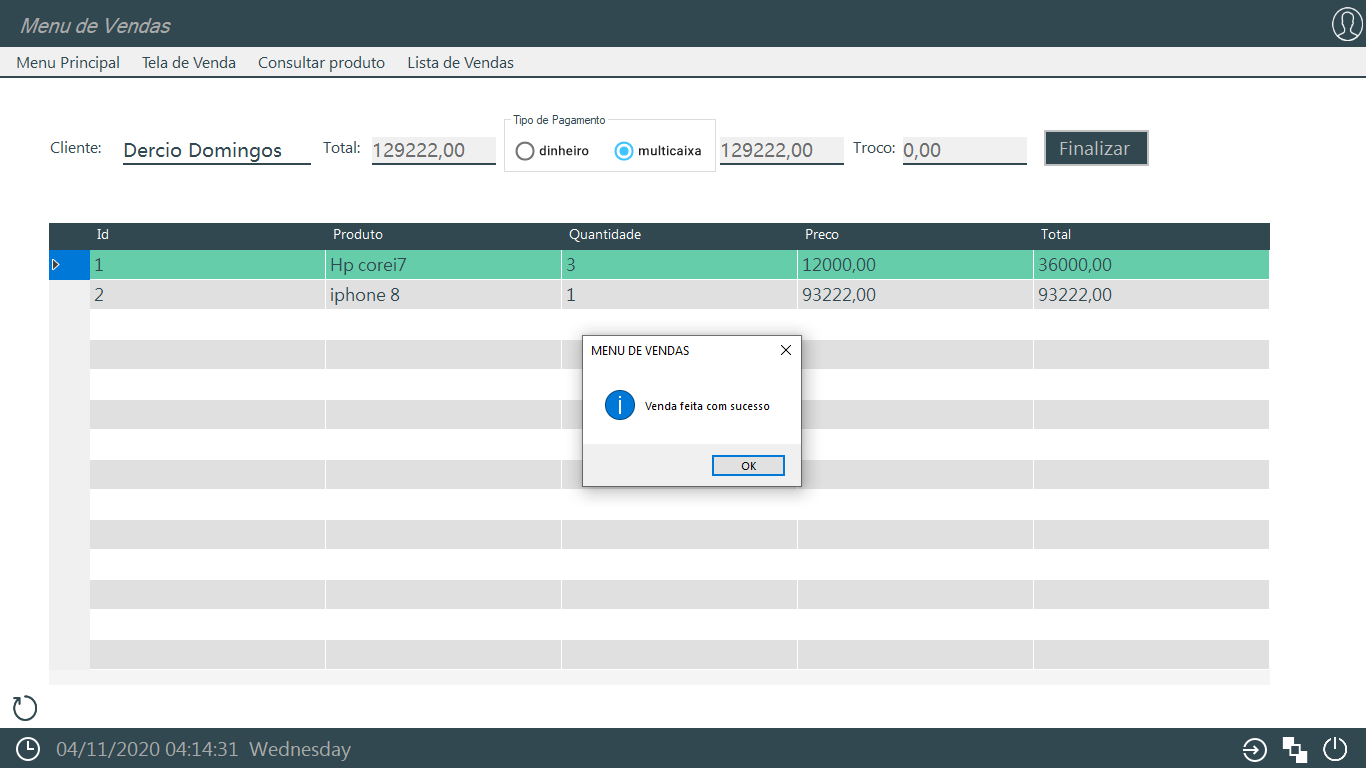 Menu de Vendas
Menu Principal Tela de Venda Consultar produto Lista de Vendas
Tipo de Pagamento
Cliente: Dercio Domingos Total: 129222,00 dinheiro multicaixa 129222,00 Troco: 0,00 Finalizar
Id Produto Quantidade Preco Total
1 Hp corei7 3 12000,00 36000,00
2 iphone 8 1 93222,00 93222,00
MENU DE VENDAS
Venda feita com sucesso
OK
04/11/2020 04:14:31 Wednesday